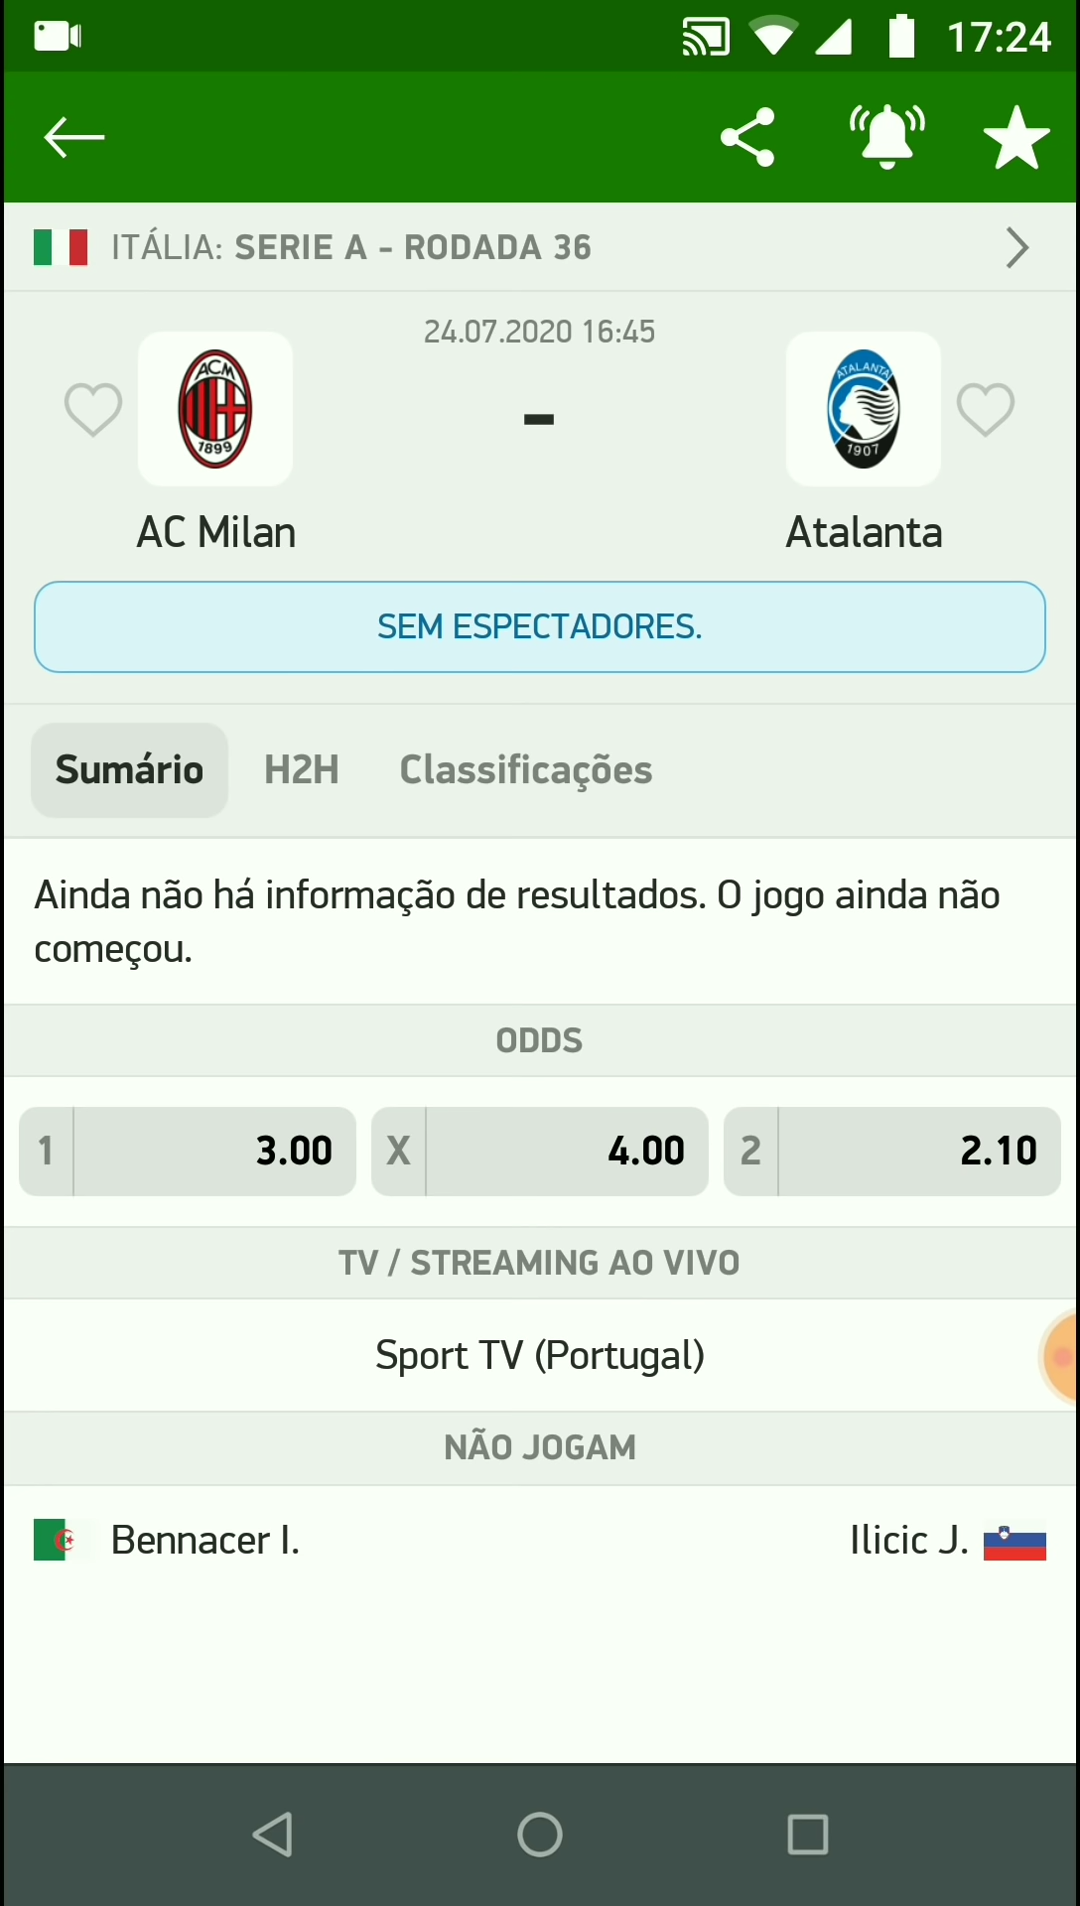 17:24
ITÁLIA: SERIE A - RODADA 36
24.07.2020 16:45
ACM
1899
-
ATALANTA
1907
AC Milan
Atalanta
SEM ESPECTADORES.
Sumário H2H Classificações
Ainda não há informação de resultados. O jogo ainda não
começou.
ODDS
1 3.00 X 4.00 2 2.10
TV / STREAMING AO VIVO
Sport TV (Portugal)
NÃO JOGAM
Bennacer I. Ilicic J.